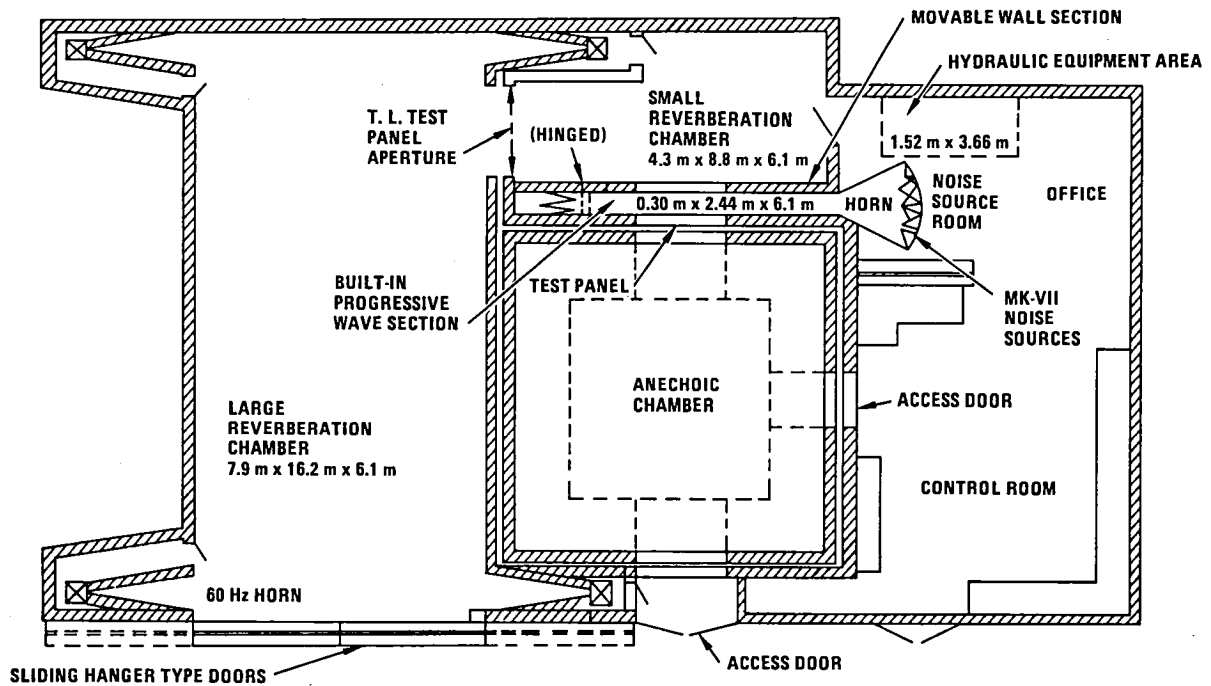 MOVABLE WALL SECTION
HYDRAULIC EQUIPMENT AREA
T. L. TEST
PANEL
APERTURE
(HINGED)
SMALL
REVERBERATION
CHAMBER
4.3 m x 8.8 m x 6.1 m
1.52 m x 3.66 m
0.30 m x 2.44 m x 6.1 m
HORN
NOISE
SOURCE
ROOM
OFFICE
BUILT-IN
PROGRESSIVE
WAVE SECTION
TEST PANEL
MK-VII
NOISE
SOURCES
ANECHOIC
CHAMBER
ACCESS DOOR
LARGE
REVERBERATION
CHAMBER
7.9 m x 16.2 m x 6.1 m
CONTROL ROOM
60 Hz HORN
SLIDING HANGER TYPE DOORS
ACCESS DOOR